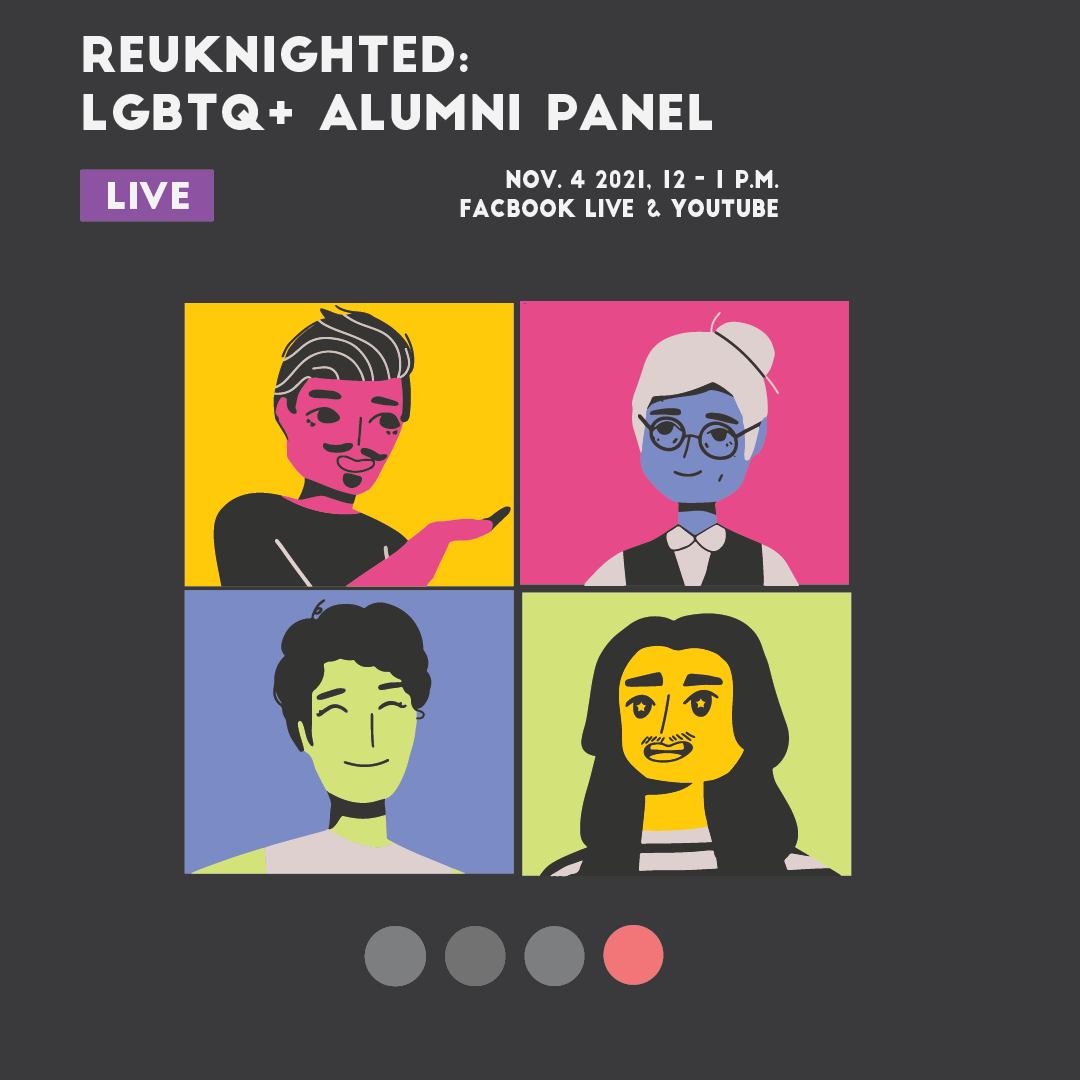 REUKNIGHTED:
LGBTQ+ ALUMNI PANEL
LIVE
NOV. 4 2021, 12 - 1 P.M.
FACBOOK LIVE & YOUTUBE